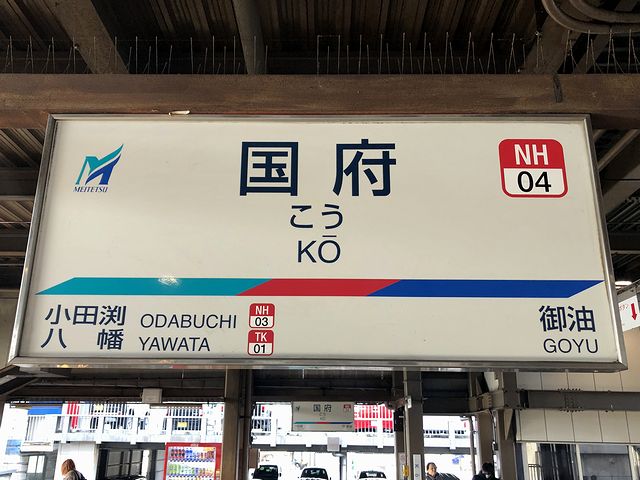 MEITETSU
国府
こう
KŌ
NH
04
小田渕 ODABUCHI NH 03
八幡 YAWATA TK 01
御油
GOYU
国府